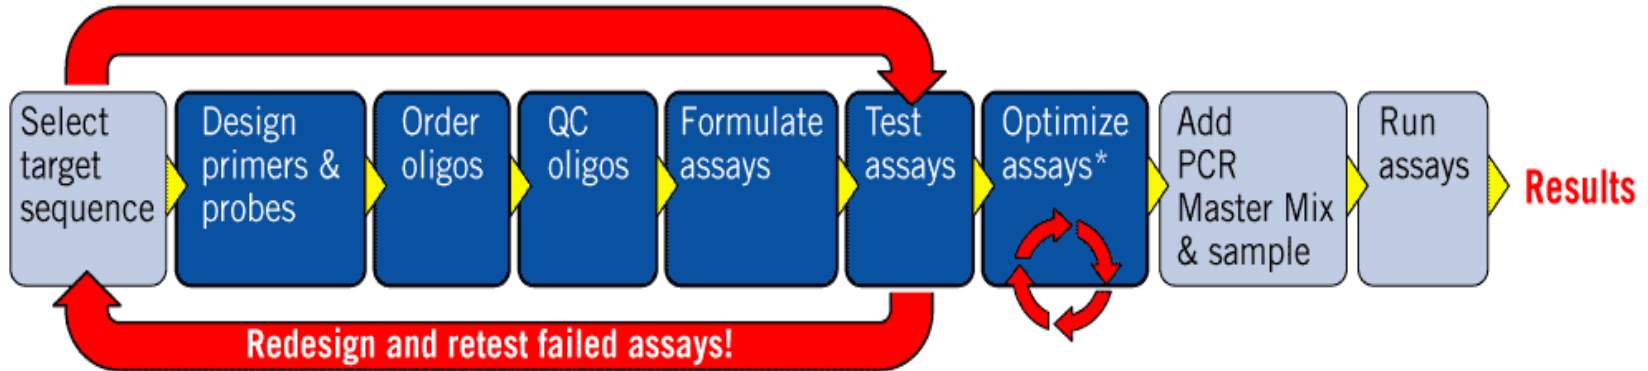 Select
target
sequence
Design
primers &
probes
Order
oligos
QC
oligos
Formulate
assays
Test
assays
Optimize
assays*
Add
PCR
Master Mix
& sample
Run
assays
Results
Redesign and retest failed assays!